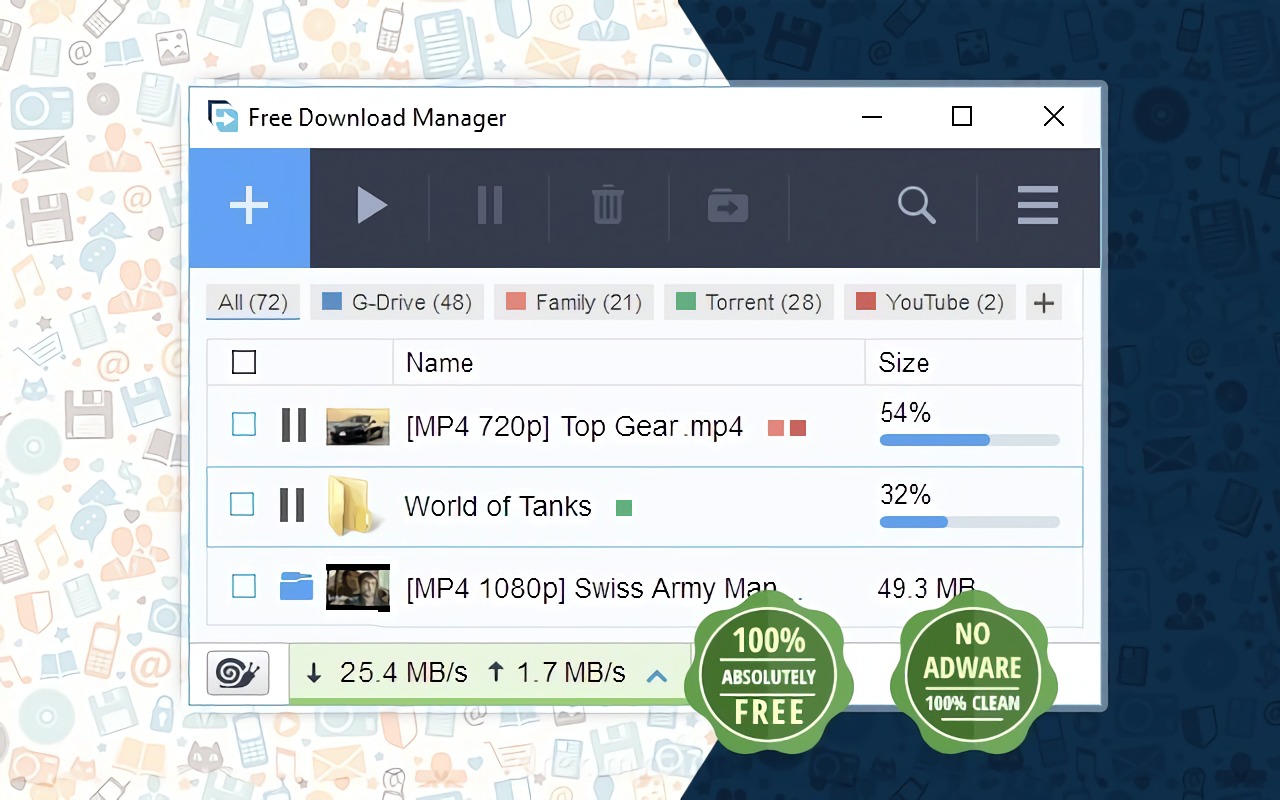 Free Download Manager
All (72) G-Drive (48) Family (21) Torrent (28) YouTube (2)
Name Size
[MP4 720p] Top Gear.mp4 54%
World of Tanks 32%
[MP4 1080p] Swiss Army Man... 49.3 MB
25.4 MB/s 1.7 MB/s
100%
ABSOLUTELY
FREE
NO
ADWARE
100% CLEAN